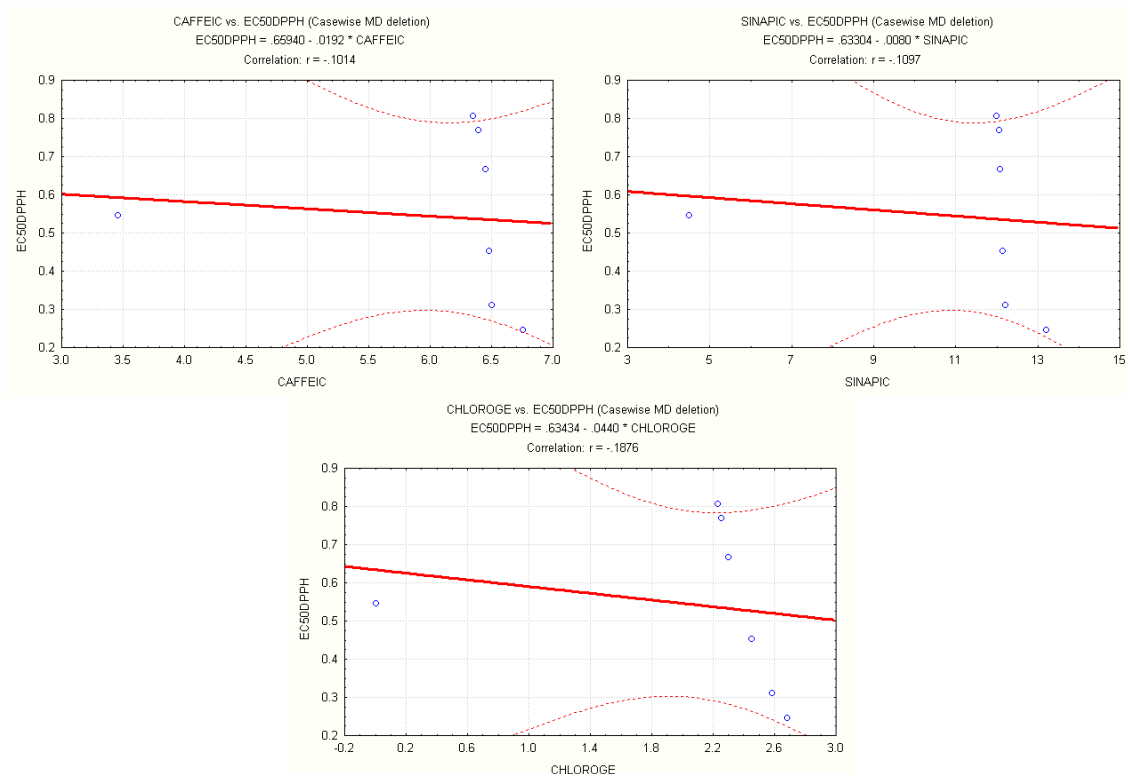 CAFFEIC vs. EC50DPPH (Casewise MD deletion)
EC50DPPH = .65940 - .0192 * CAFFEIC
Correlation: r = -.1014
0.9
0.8
0.7
0.6
0.5
0.4
0.3
0.2
EC50DPPH
3.0 3.5 4.0 4.5 5.0 5.5 6.0 6.5 7.0
CAFFEIC
SINAPIC vs. EC50DPPH (Casewise MD deletion)
EC50DPPH = .63304 - .0080 * SINAPIC
Correlation: r = -.1097
0.9
0.8
0.7
0.6
0.5
0.4
0.3
0.2
EC50DPPH
3 5 7 9 11 13 15
SINAPIC
CHLOROGE vs. EC50DPPH (Casewise MD deletion)
EC50DPPH = .63434 - .0440 * CHLOROGE
Correlation: r = -.1876
0.9
0.8
0.7
0.6
0.5
0.4
0.3
0.2
EC50DPPH
-0.2 0.2 0.6 1.0 1.4 1.8 2.2 2.6 3.0
CHLOROGE